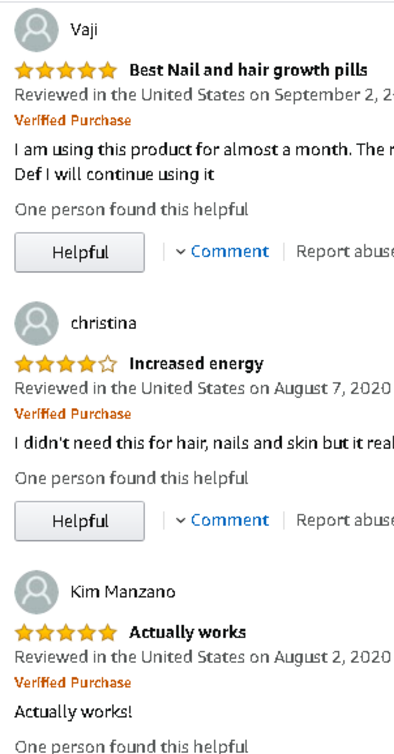 Vaji
Best Nail and hair growth pills
Reviewed in the United States on September 2, 2
Verified Purchase
I am using this product for almost a month. The
Def I will continue using it
One person found this helpful
Helpful
Comment
Report abuse
christina
Increased energy
Reviewed in the United States on August 7, 2020
Verified Purchase
I didn't need this for hair, nails and skin but it
One person found this helpful
Helpful
Comment
Report abuse
Kim Manzano
Actually works
Reviewed in the United States on August 2, 2020
Verified Purchase
Actually works!
One person found this helpful